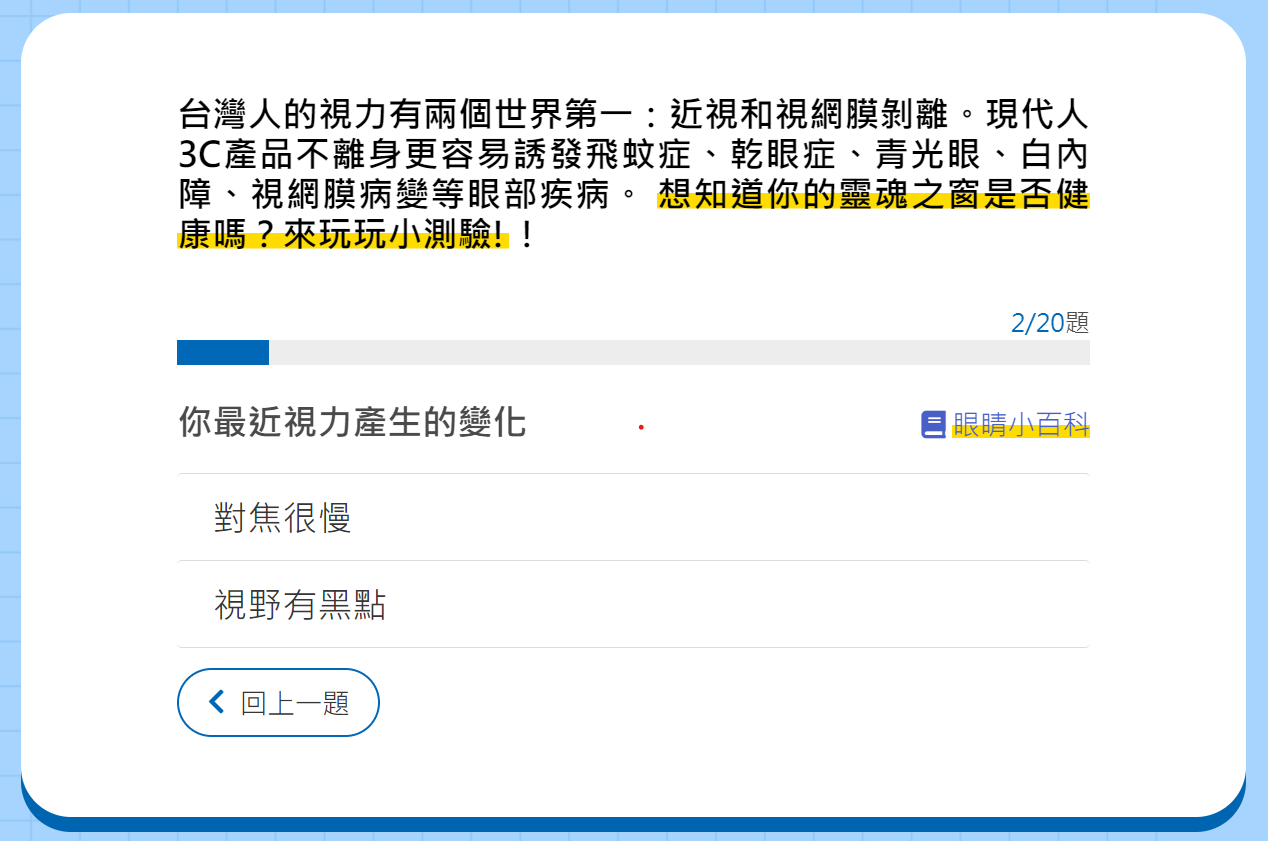 台灣人的視力有兩個世界第一：近視和視網膜剝離。現代人
3C產品不離身更容易誘發飛蚊症、乾眼症、青光眼、白內
障、視網膜病變等眼部疾病。 想知道你的靈魂之窗是否健
康嗎？來玩玩小測驗!！
2/20題
你最近視力產生的變化
眼睛小百科
對焦很慢
視野有黑點
回上一題